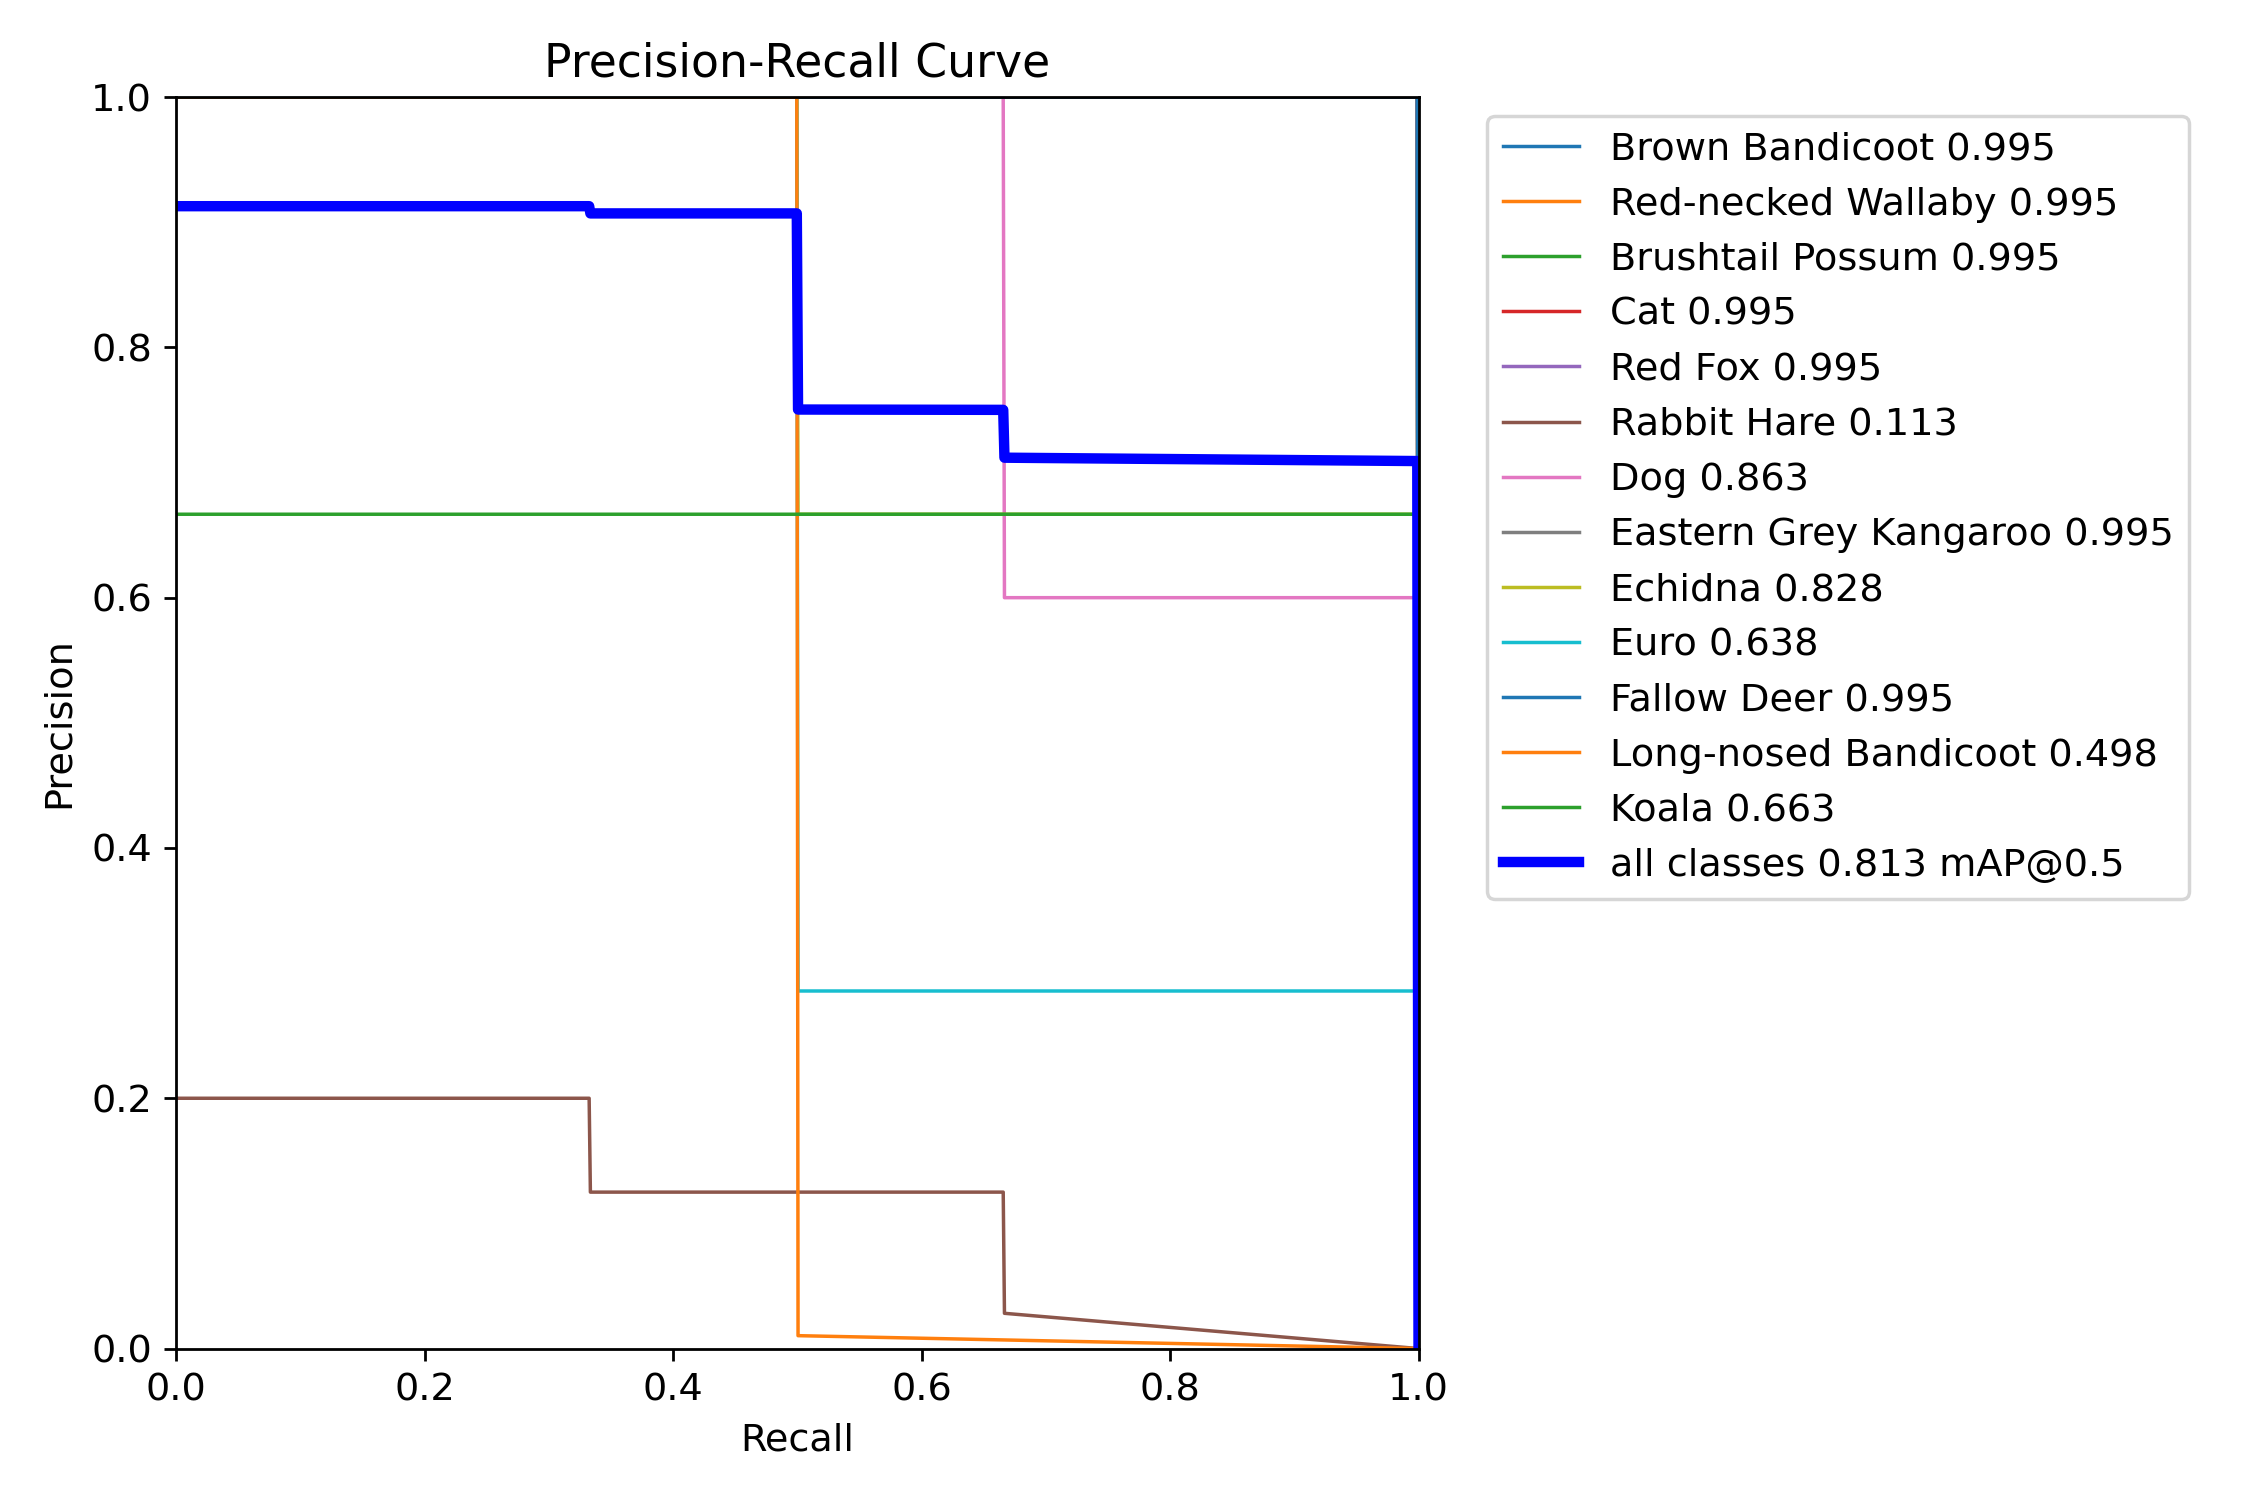 Precision-Recall Curve
1.0
0.8
0.6
0.4
0.2
0.0
Precision
0.0 0.2 0.4 0.6 0.8 1.0
Recall
Brown Bandicoot 0.995
Red-necked Wallaby 0.995
Brushtail Possum 0.995
Cat 0.995
Red Fox 0.995
Rabbit Hare 0.113
Dog 0.863
Eastern Grey Kangaroo 0.995
Echidna 0.828
Euro 0.638
Fallow Deer 0.995
Long-nosed Bandicoot 0.498
Koala 0.663
all classes 0.813 mAP@0.5